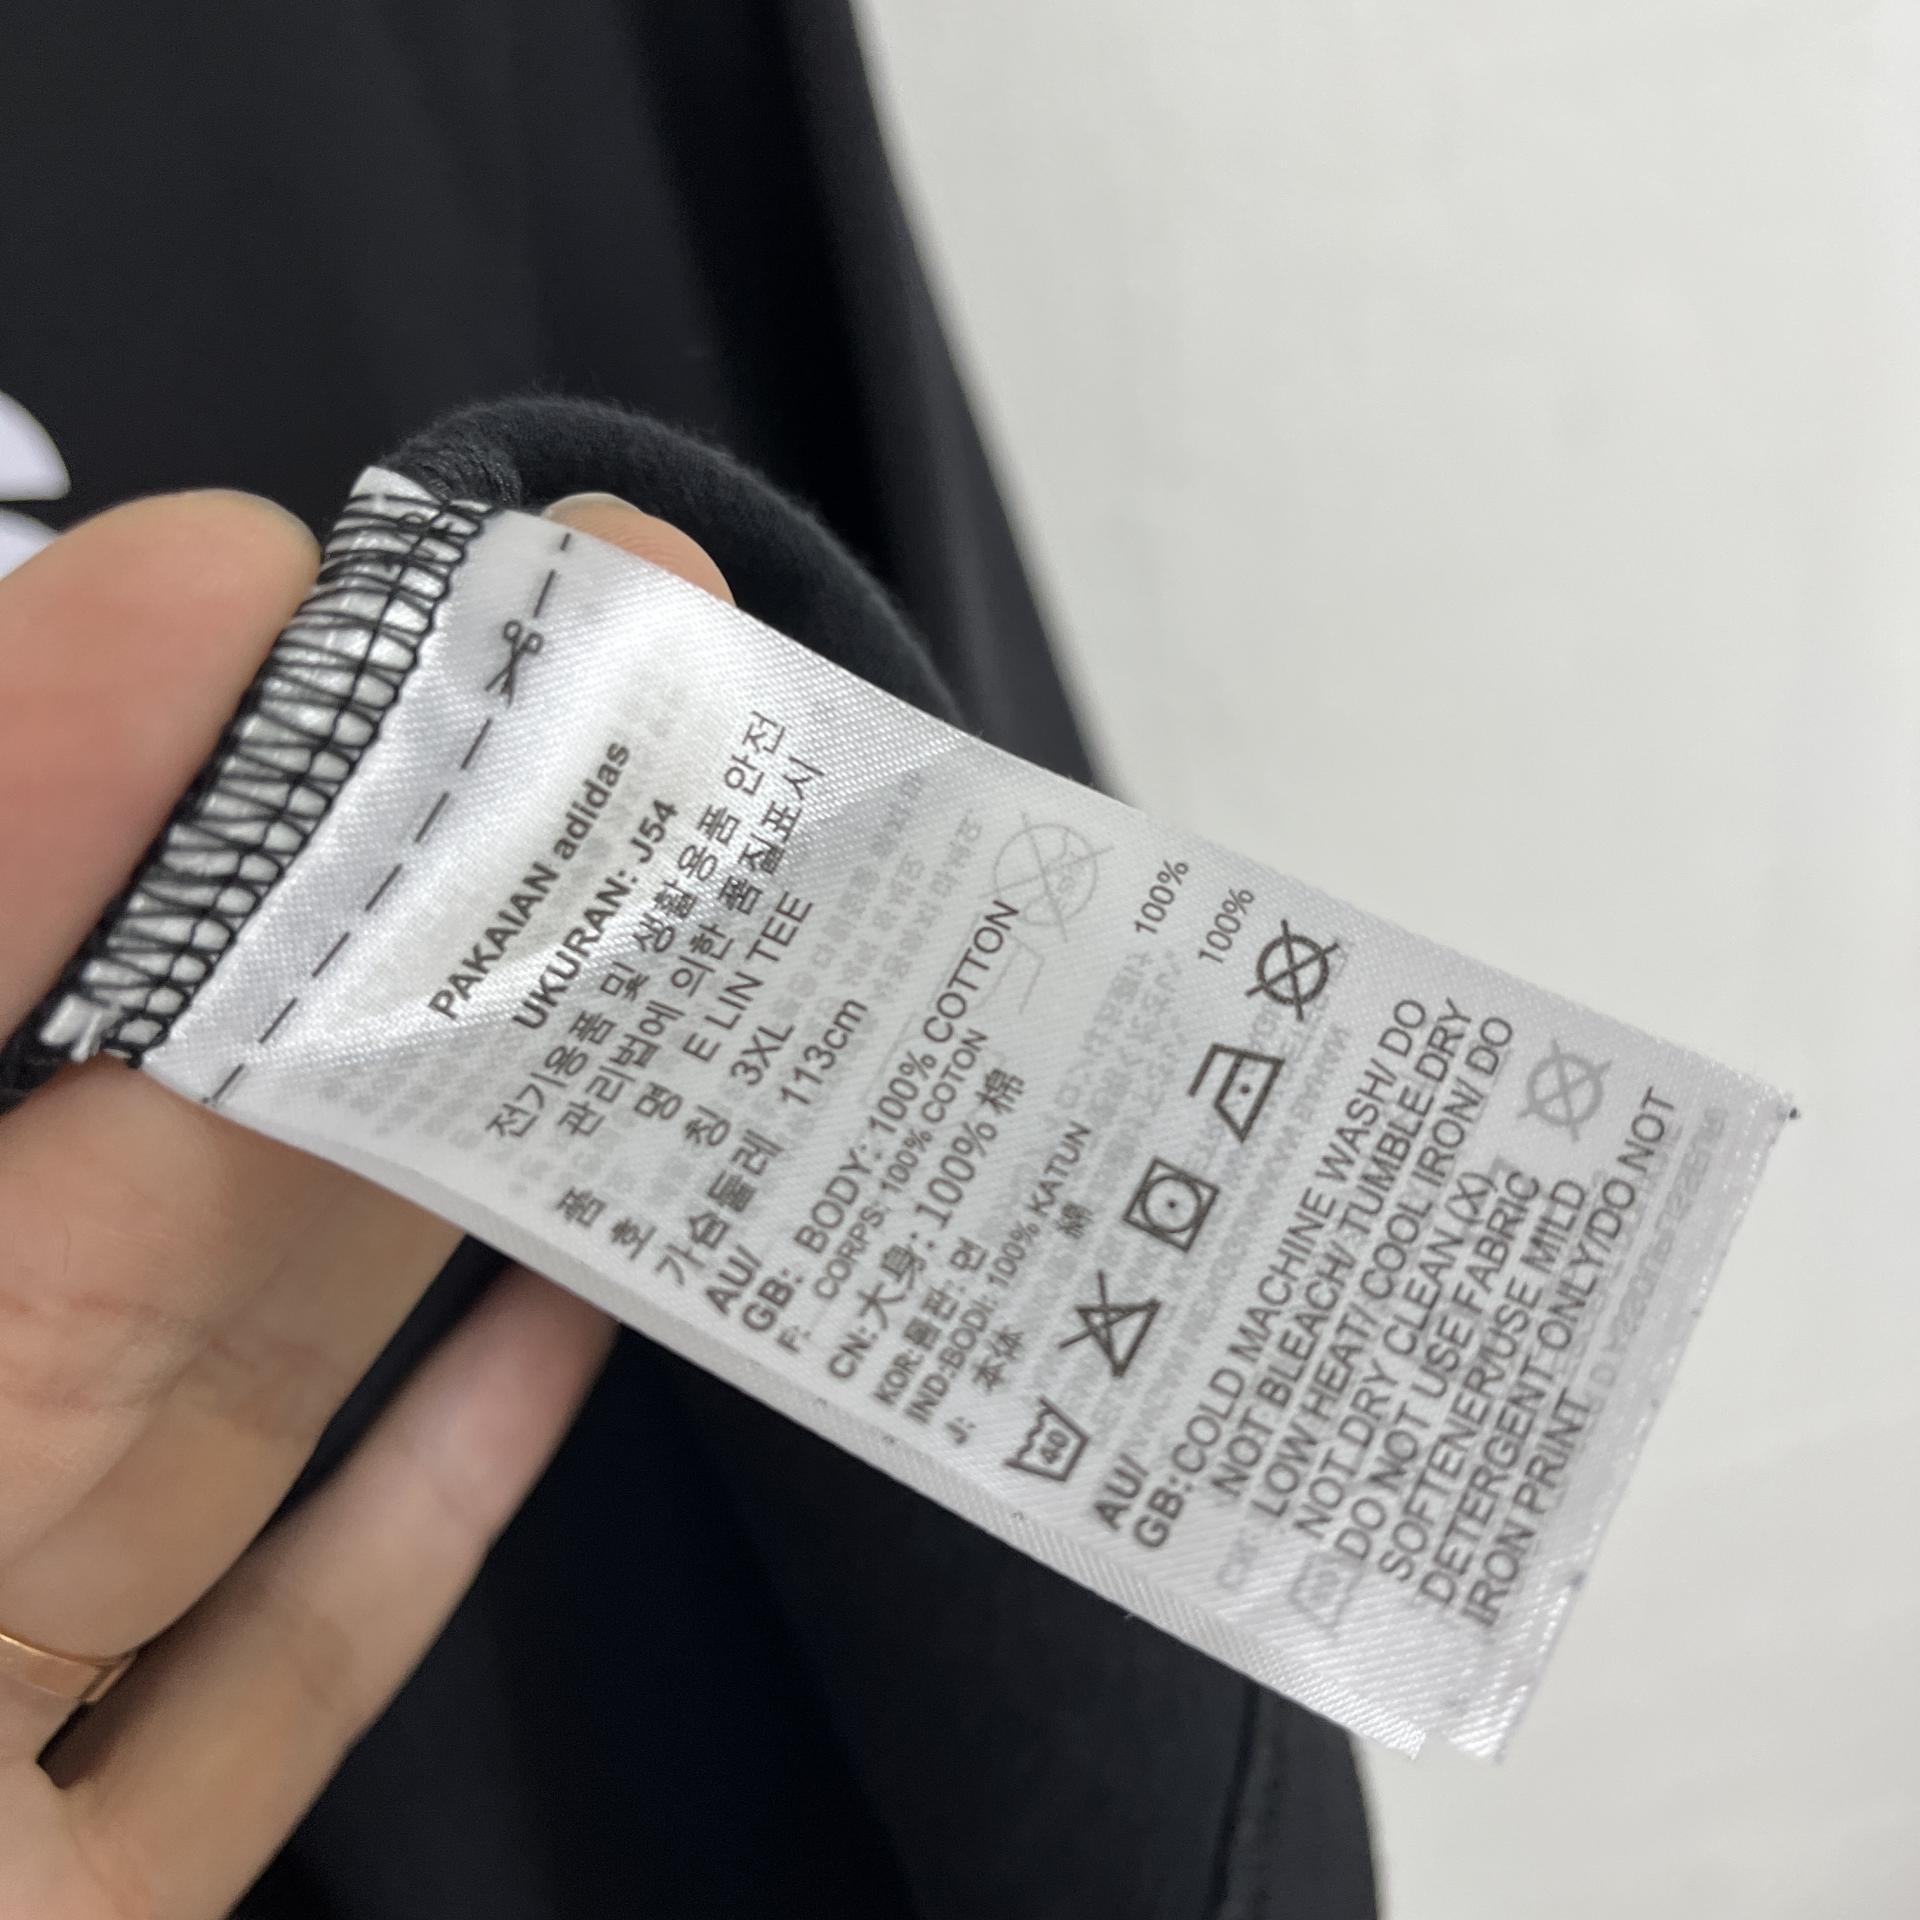 PAKAIAN adidas
UKURAN: J54
전기용품 및 생활용품 안전
관리법에 의한 품질표시
품 명 E LIN TEE
호 칭 3XL
가슴둘레 113cm
AU/
GB: BODY: 100% COTTON
F: CORPS: 100% COTON
CN: 大身: 100% 棉
KOR: 몸판: 면 100%
IND:BODI: 100% KATUN
J: 本体 綿 100%
40
AU/
GB: COLD MACHINE WASH/ DO
NOT BLEACH/ TUMBLE DRY
LOW HEAT/ COOL IRON/ DO
NOT DRY CLEAN (X)
DO NOT USE FABRIC
SOFTENER/USE MILD
DETERGENT ONLY/DO NOT
IRON PRINT